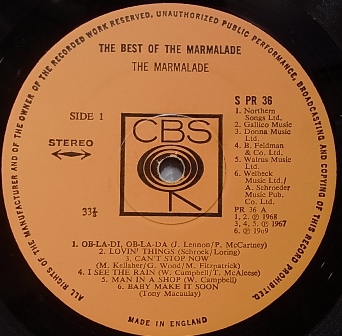 ALL RIGHTS OF THE MANUFACTURER AND OF THE OWNER OF THE RECORDED WORK RESERVED. UNAUTHORIZED PUBLIC PERFORMANCE, BROADCASTING AND COPYING OF THIS RECORD PROHIBITED.
THE BEST OF THE MARMALADE
THE MARMALADE
SIDE 1
STEREO
33⅓
CBS
S PR 36
1. Northern
Songs Ltd.
2. Gallico Music
Ltd.
3. Donna Music
Ltd.
4. B. Feldman
& Co. Ltd.
5. Walrus Music
Ltd.
6. Welbeck
Music Ltd./ A.
Schroeder
Music Pub.
Co. Ltd.
PR 36 A
1, 2, ℗ 1968
3, 4, 5, ℗ 1967
6, ℗ 1969
1. OB-LA-DI, OB-LA-DA (J. Lennon/P. McCartney)
2. LOVIN' THINGS (Schrock/Loring)
3. CAN'T STOP NOW
(M. Kellaher/G. Wood/M. Fitzpatrick)
4. I SEE THE RAIN (W. Campbell/T. McAleese)
5. MAN IN A SHOP (W. Campbell)
6. BABY MAKE IT SOON
(Tony Macaulay)
MADE IN ENGLAND